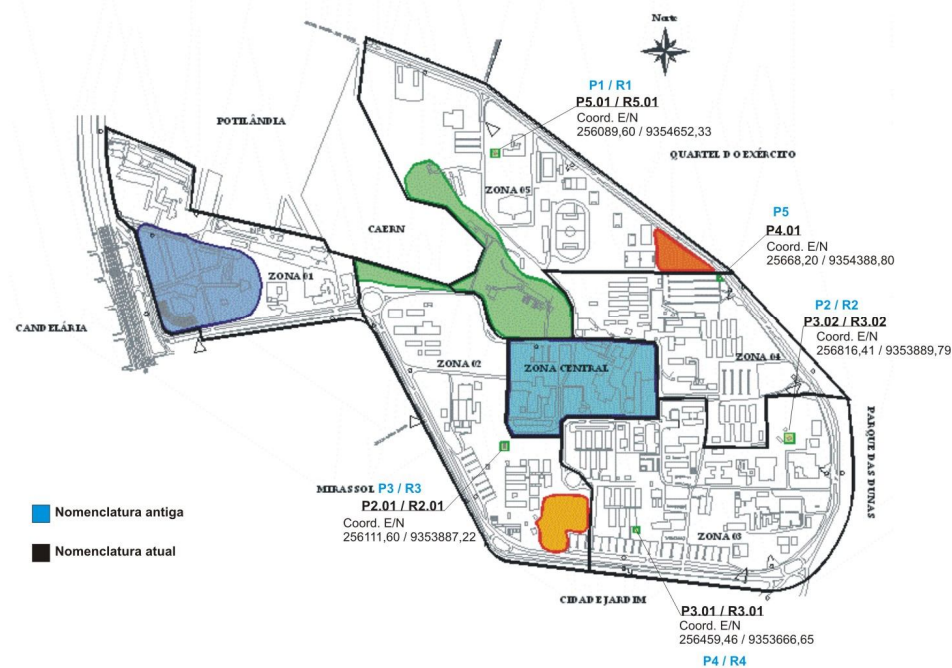 Norte
P1 / R1
P5.01 / R5.01
Coord. E/N
256089,60 / 9354652,33
POTILÂNDIA
QUARTEL DO EXÉRCITO
ZONA 05
P5
P4.01
Coord. E/N
25668,20 / 9354388,80
CAERN
ZONA 01
P2 / R2
P3.02 / R3.02
Coord. E/N
256816,41 / 9353889,79
CANDELÁRIA
ZONA 02
ZONA CENTRAL
ZONA 04
PARQUE DAS DUNAS
MIRASSOL
P3 / R3
P2.01 / R2.01
Coord. E/N
256111,60 / 9353887,22
Nomenclatura antiga
Nomenclatura atual
ZONA 03
CIDADE JARDIM
P3.01 / R3.01
Coord. E/N
256459,46 / 9353666,65
P4 / R4